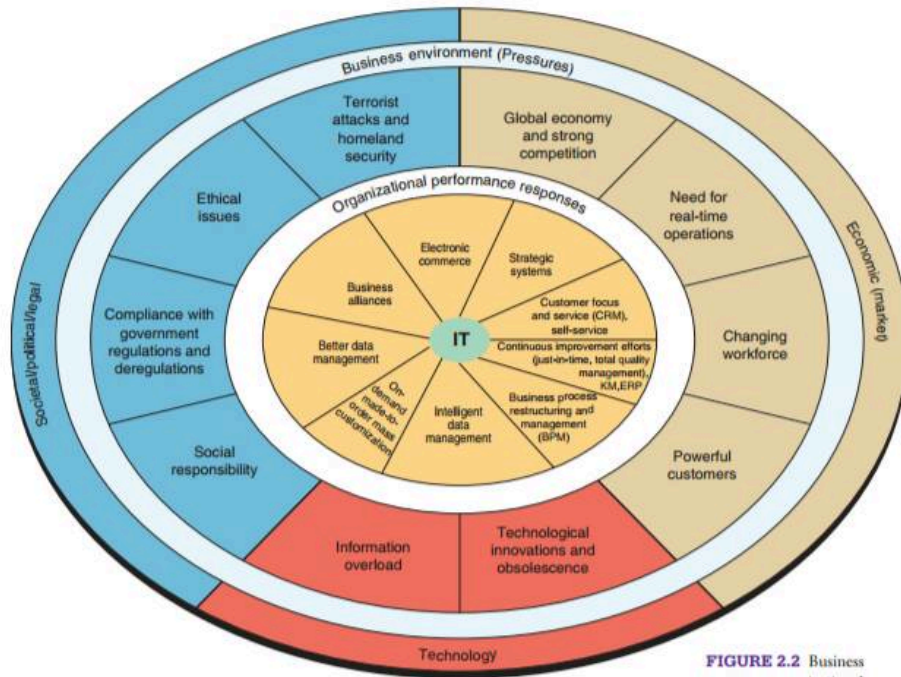 Business environment (Pressures)
Terrorist
attacks and
homeland
security
Global economy
and strong
competition
Ethical
issues
Need for
real-time
operations
Organizational performance responses
Electronic
commerce
Strategic
systems
Business
alliances
Customer focus
and service (CRM),
self-service
Societal/political/legal
Economic (market)
Compliance with
government
regulations and
deregulations
Better data
management
IT
Continuous improvement efforts
(just-in-time, total quality
management),
KM,ERP
Changing
workforce
On-
demand
made-to-
order mass
customization
Intelligent
data
management
Business process
restructuring and
management
(BPM)
Social
responsibility
Powerful
customers
Information
overload
Technological
innovations and
obsolescence
Technology
FIGURE 2.2 Business